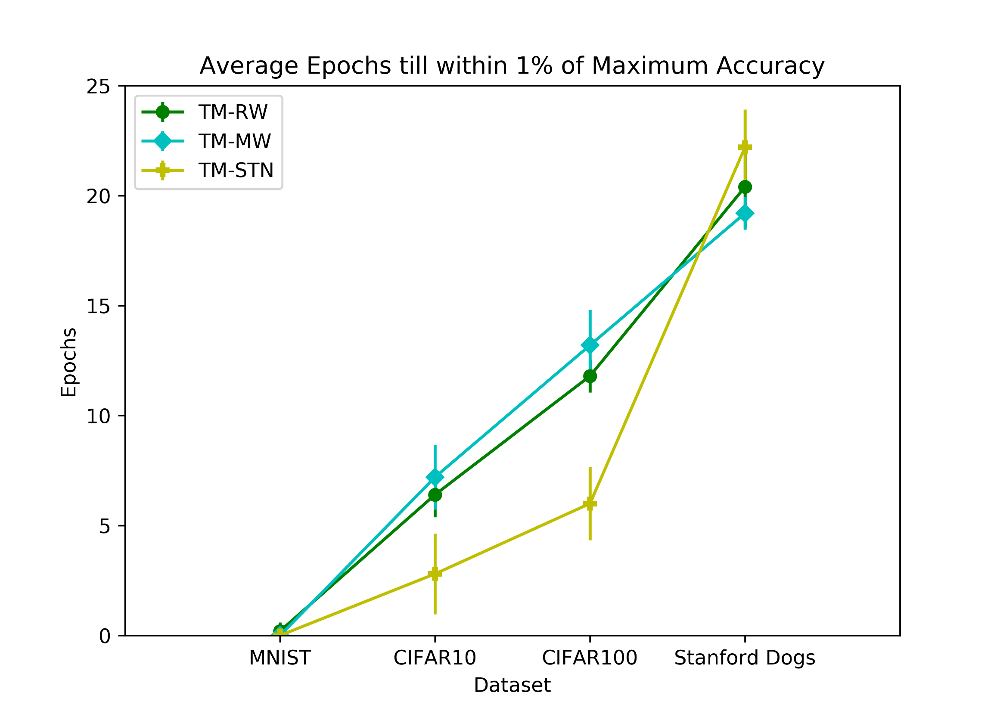 Average Epochs till within 1% of Maximum Accuracy
25
20
15
10
5
0
Epochs
TM-RW
TM-MW
TM-STN
MNIST CIFAR10 CIFAR100 Stanford Dogs
Dataset